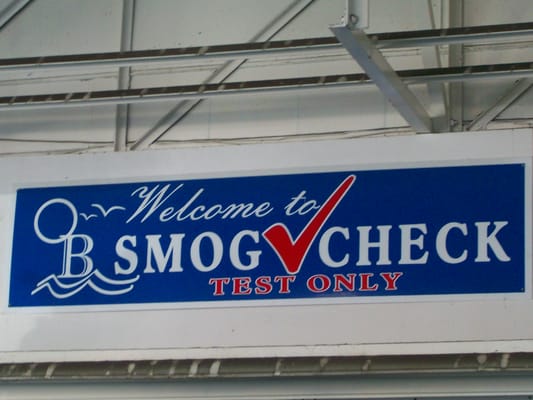 Welcome to
OB SMOG CHECK
TEST ONLY